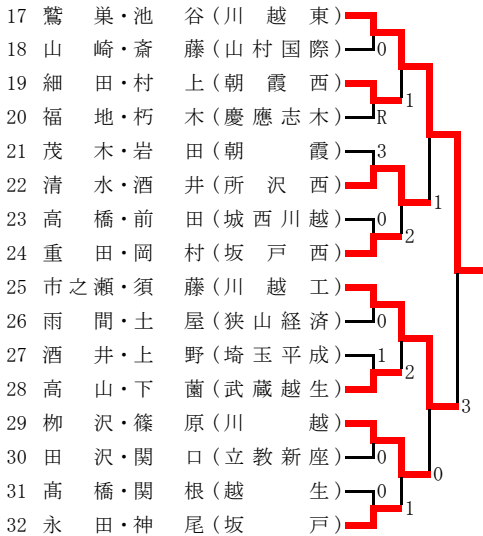 17 鷲巣・池谷(川越東)
18 山崎・斎藤(山村国際) 0
19 細田・村上(朝霞西) 1
20 福地・朽木(慶應志木) R
21 茂木・岩田(朝霞) 3
22 清水・酒井(所沢西) 1
23 高橋・前田(城西川越) 0
24 重田・岡村(坂戸西) 2
25 市之瀬・須藤(川越工)
26 雨間・土屋(狭山経済) 0
27 酒井・上野(埼玉平成) 1 2
28 高山・下薗(武蔵越生) 3
29 栁沢・篠原(川越)
30 田沢・関口(立教新座) 0 0
31 髙橋・関根(越生) 0
32 永田・神尾(坂戸) 1